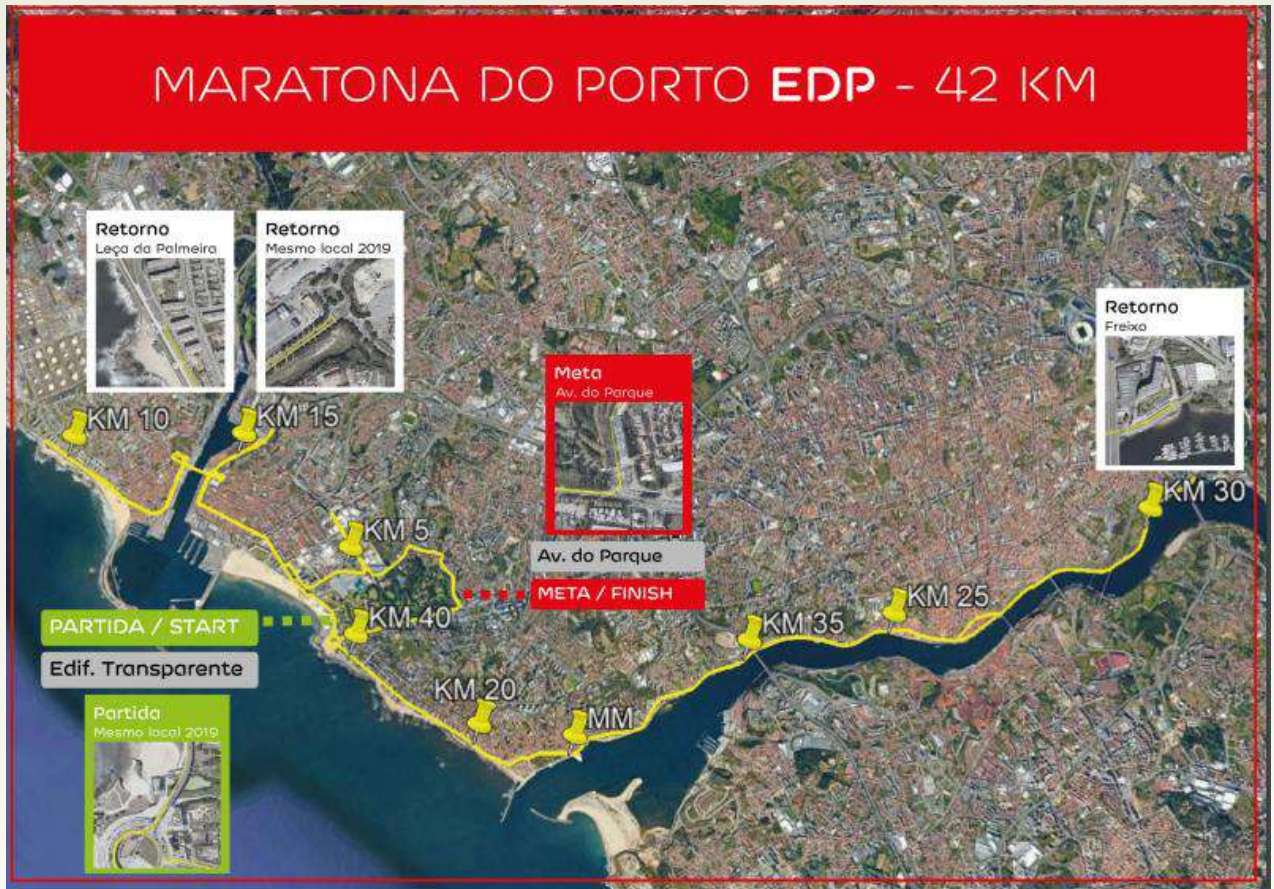 MARATONA DO PORTO EDP - 42 KM
Retorno
Leça da Palmeira
Retorno
Mesmo local 2019
Retorno
Freixo
Meta
Av. do Parque
KM 10
KM 15
KM 5
KM 30
Av. do Parque
META / FINISH
PARTIDA / START
Edif. Transparente
KM 40
KM 35
KM 25
KM 20
MM
Partida
Mesmo local 2019